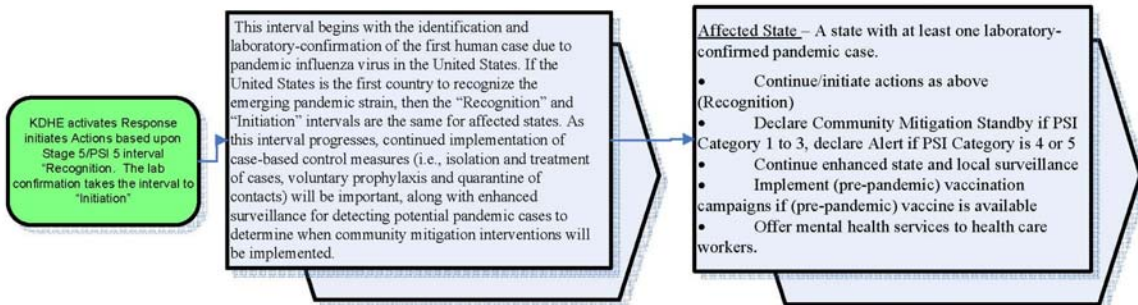 KDHE activates Response
initiates Actions based upon
Stage 5/PSI 5 interval
"Recognition.  The lab
confirmation takes the interval to
"Initiation"
This interval begins with the identification and
laboratory-confirmation of the first human case due to
pandemic influenza virus in the United States. If the
United States is the first country to recognize the
emerging pandemic strain, then the “Recognition” and
“Initiation” intervals are the same for affected states. As
this interval progresses, continued implementation of
case-based control measures (i.e., isolation and treatment
of cases, voluntary prophylaxis and quarantine of
contacts) will be important, along with enhanced
surveillance for detecting potential pandemic cases to
determine when community mitigation interventions will
be implemented.
Affected State – A state with at least one laboratory-
confirmed pandemic case.
• Continue/initiate actions as above
(Recognition)
• Declare Community Mitigation Standby if PSI
Category 1 to 3, declare Alert if PSI Category is 4 or 5
• Continue enhanced state and local surveillance
• Implement (pre-pandemic) vaccination
campaigns if (pre-pandemic) vaccine is available
• Offer mental health services to health care
workers.